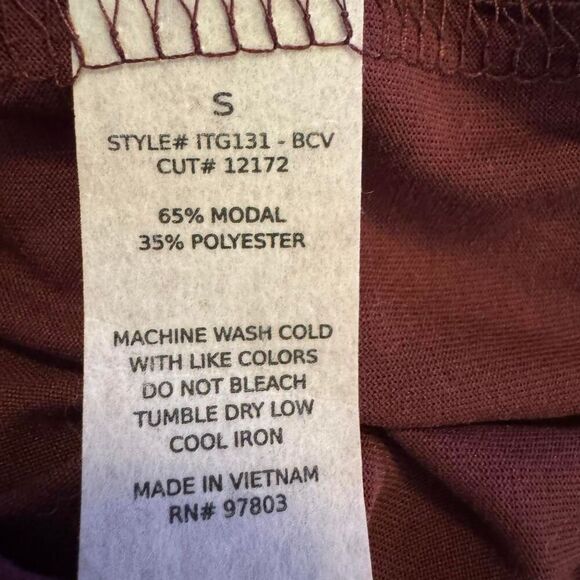 S
STYLE# ITG131 - BCV
CUT# 12172
65% MODAL
35% POLYESTER
MACHINE WASH COLD
WITH LIKE COLORS
DO NOT BLEACH
TUMBLE DRY LOW
COOL IRON
MADE IN VIETNAM
RN# 97803